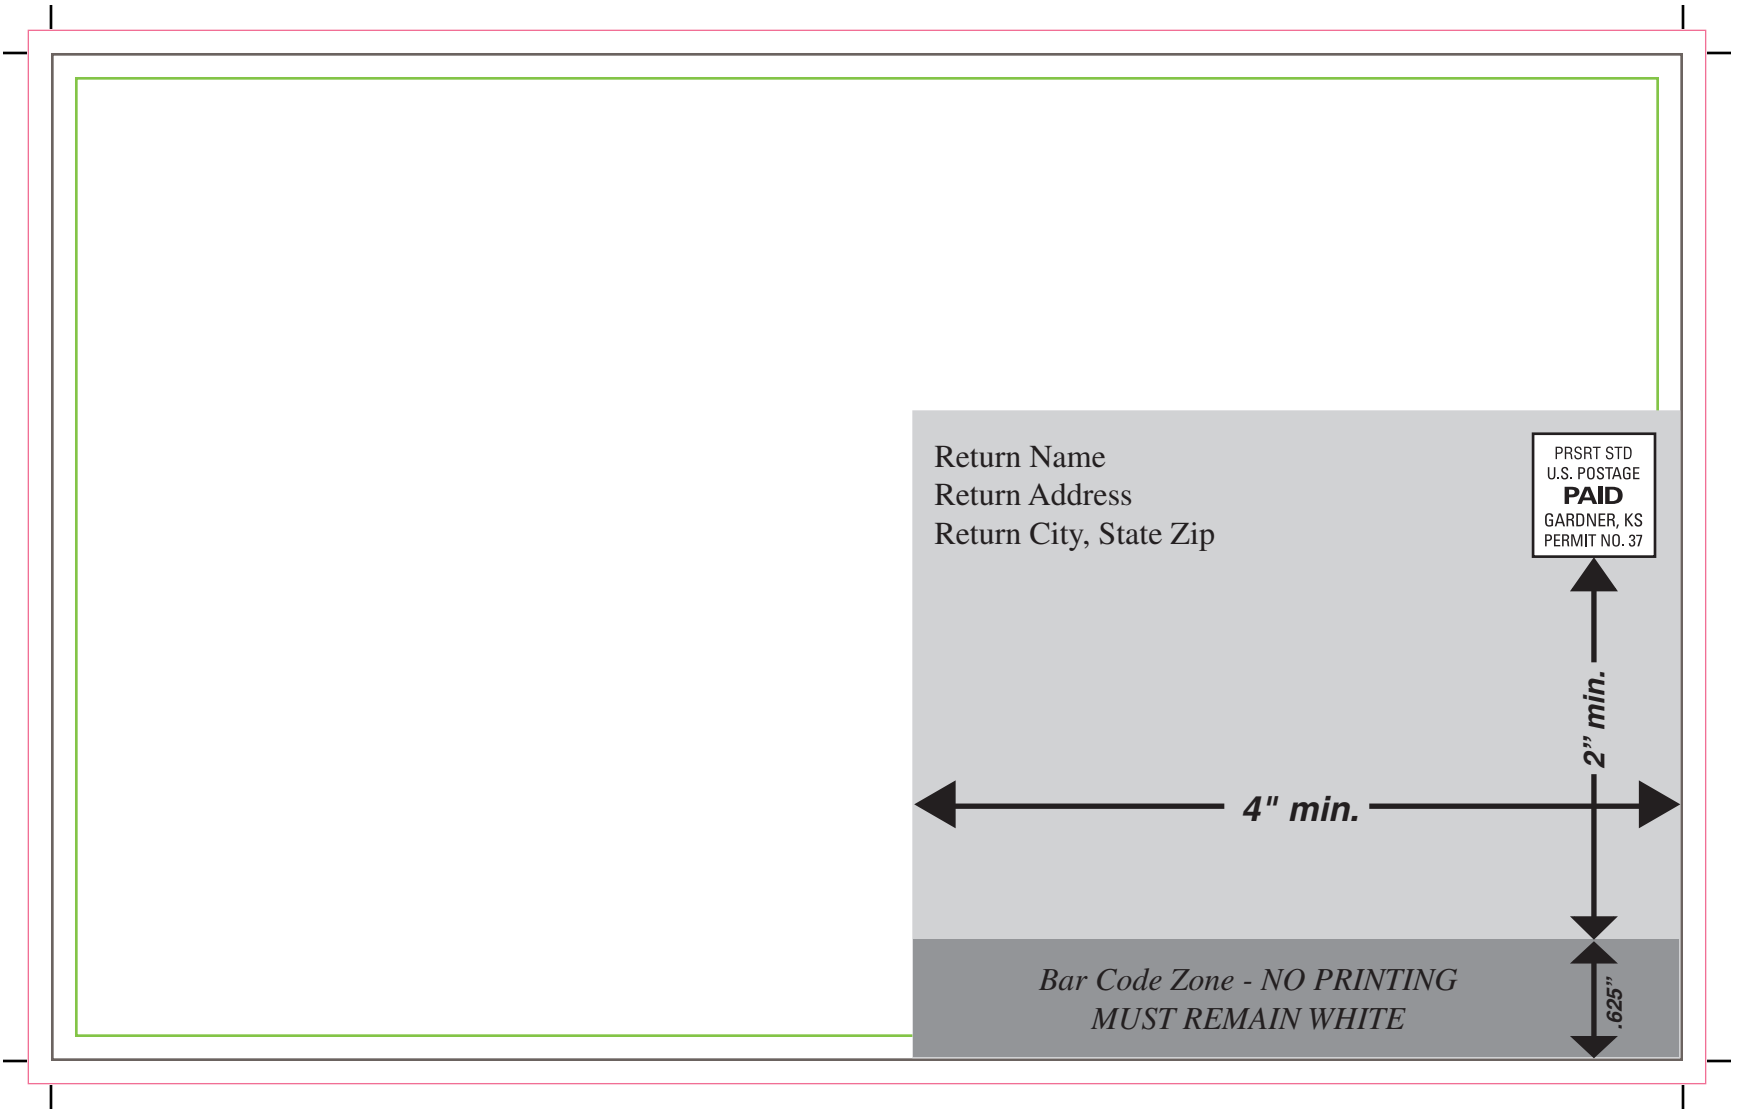 Return Name
Return Address
Return City, State Zip
PRSRT STD
U.S. POSTAGE
PAID
GARDNER, KS
PERMIT NO. 37
2” min.
4" min.
Bar Code Zone - NO PRINTING
MUST REMAIN WHITE
.625”